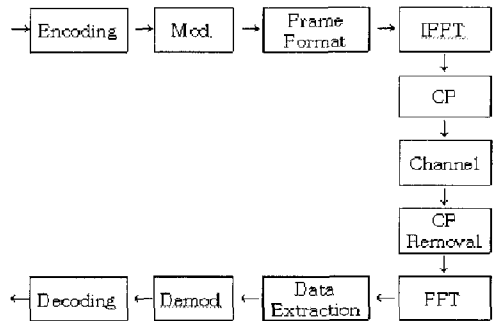 Encoding
Mod.
Frame
Format
IFFT
CP
Channel
CP
Removal
FFT
Data
Extraction
Demod.
Decoding